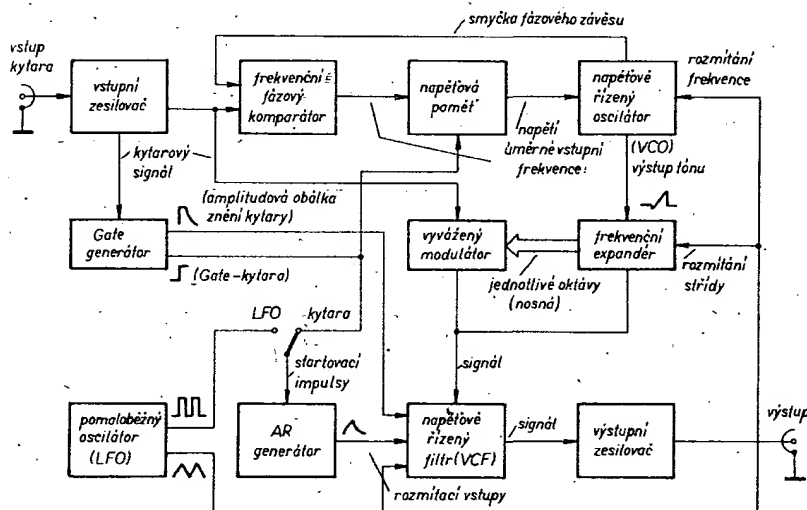 smyčka fázového závěsu
vstup
kytara
vstupní
zesilovač
frekvenční
fázový
komparátor
napěťová
paměť
napěťově
řízený
oscilátor
rozmítání
frekvence
kytarový
signál
napětí
úměrné vstupní
frekvence
(VCO)
výstup tónu
(amplitudová obálka
znění kytary)
Gate
generátor
(Gate-kytara)
vyvážený
modulátor
frekvenční
expandér
jednotlivé oktávy
(nosná)
rozmítání
střídy
LFO
kytara
startovací
impulsy
signál
pomaloběžný
oscilátor
(LFO)
AR
generátor
napěťově
řízený
filtr (VCF)
signál
výstupní
zesilovač
výstup
rozmítací vstupy